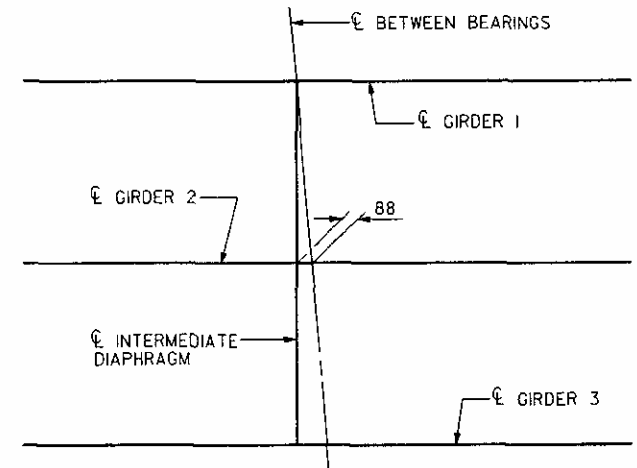 ℄ BETWEEN BEARINGS
℄ GIRDER 1
℄ GIRDER 2
88
℄ INTERMEDIATE
DIAPHRAGM
℄ GIRDER 3